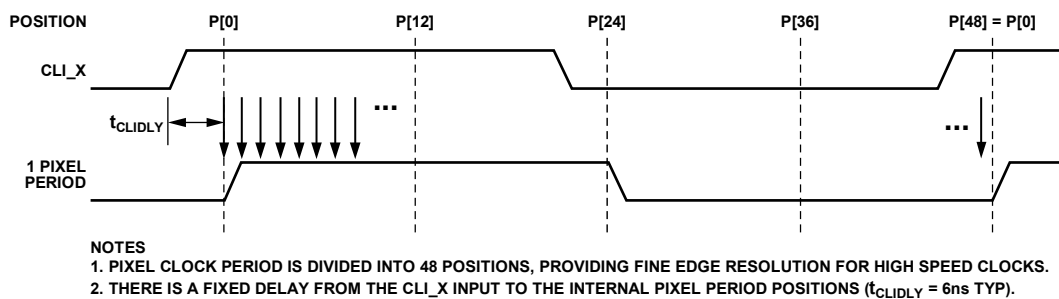 POSITION P[0] P[12] P[24] P[36] P[48] = P[0]
CLI_X
...
tCLIDLY
...
1 PIXEL
PERIOD
NOTES
1. PIXEL CLOCK PERIOD IS DIVIDED INTO 48 POSITIONS, PROVIDING FINE EDGE RESOLUTION FOR HIGH SPEED CLOCKS.
2. THERE IS A FIXED DELAY FROM THE CLI_X INPUT TO THE INTERNAL PIXEL PERIOD POSITIONS (tCLIDLY = 6ns TYP).